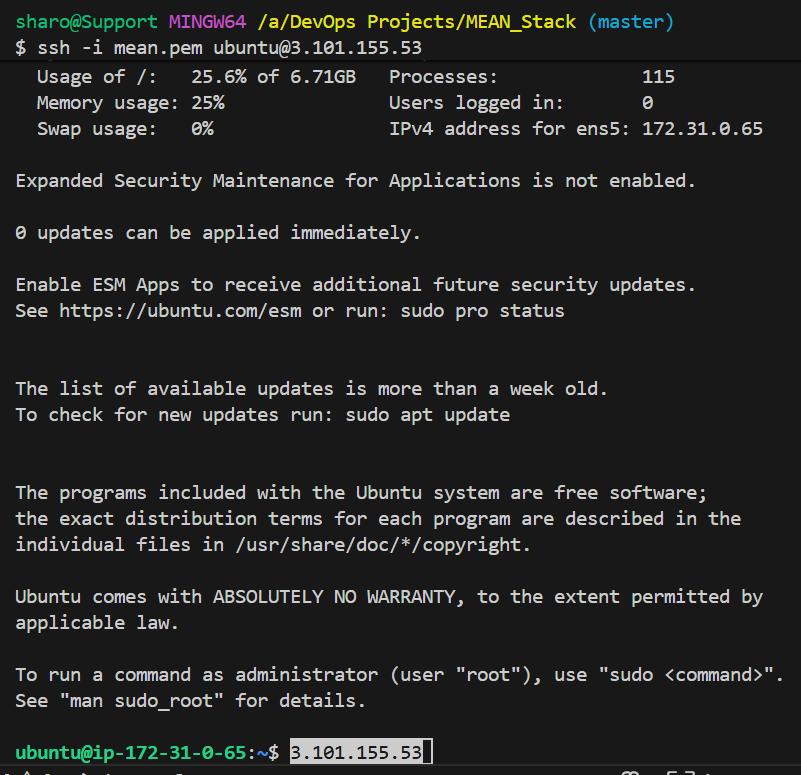 sharo@Support MINGW64 /a/DevOps Projects/MEAN_Stack (master)
$ ssh -i mean.pem ubuntu@3.101.155.53
Usage of /: 25.6% of 6.71GB Processes: 115
Memory usage: 25% Users logged in: 0
Swap usage: 0% IPv4 address for ens5: 172.31.0.65
Expanded Security Maintenance for Applications is not enabled.
0 updates can be applied immediately.
Enable ESM Apps to receive additional future security updates.
See https://ubuntu.com/esm or run: sudo pro status
The list of available updates is more than a week old.
To check for new updates run: sudo apt update
The programs included with the Ubuntu system are free software;
the exact distribution terms for each program are described in the
individual files in /usr/share/doc/*/copyright.
Ubuntu comes with ABSOLUTELY NO WARRANTY, to the extent permitted by
applicable law.
To run a command as administrator (user "root"), use "sudo <command>".
See "man sudo_root" for details.
ubuntu@ip-172-31-0-65:~$ 3.101.155.53